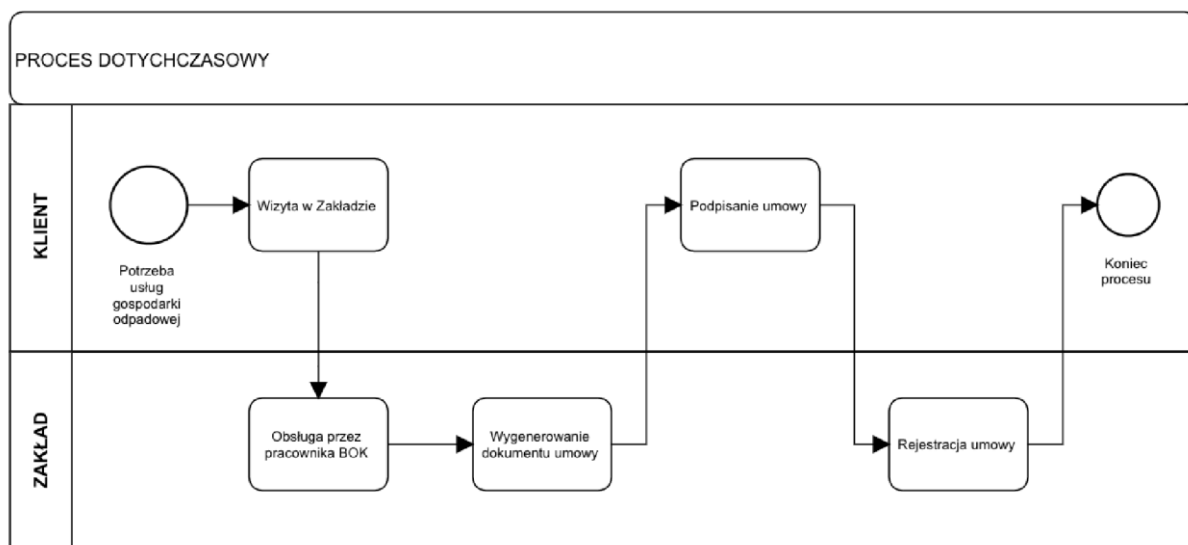 PROCES DOTYCHCZASOWY
KLIENT
Potrzeba
usług
gospodarki
odpadowej
Wizyta w Zakładzie
Podpisanie umowy
Koniec
procesu
ZAKŁAD
Obsługa przez
pracownika BOK
Wygenerowanie
dokumentu umowy
Rejestracja umowy